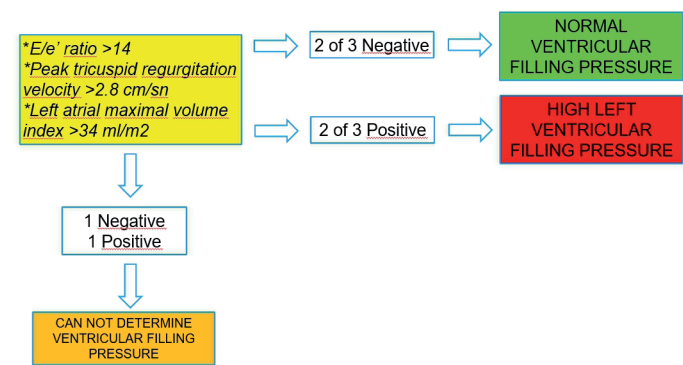 *E/e' ratio >14
*Peak tricuspid regurgitation
velocity >2.8 cm/sn
*Left atrial maximal volume
index >34 ml/m2
2 of 3 Negative
NORMAL
VENTRICULAR
FILLING PRESSURE
2 of 3 Positive
HIGH LEFT
VENTRICULAR
FILLING PRESSURE
1 Negative
1 Positive
CAN NOT DETERMINE
VENTRICULAR FILLING
PRESSURE